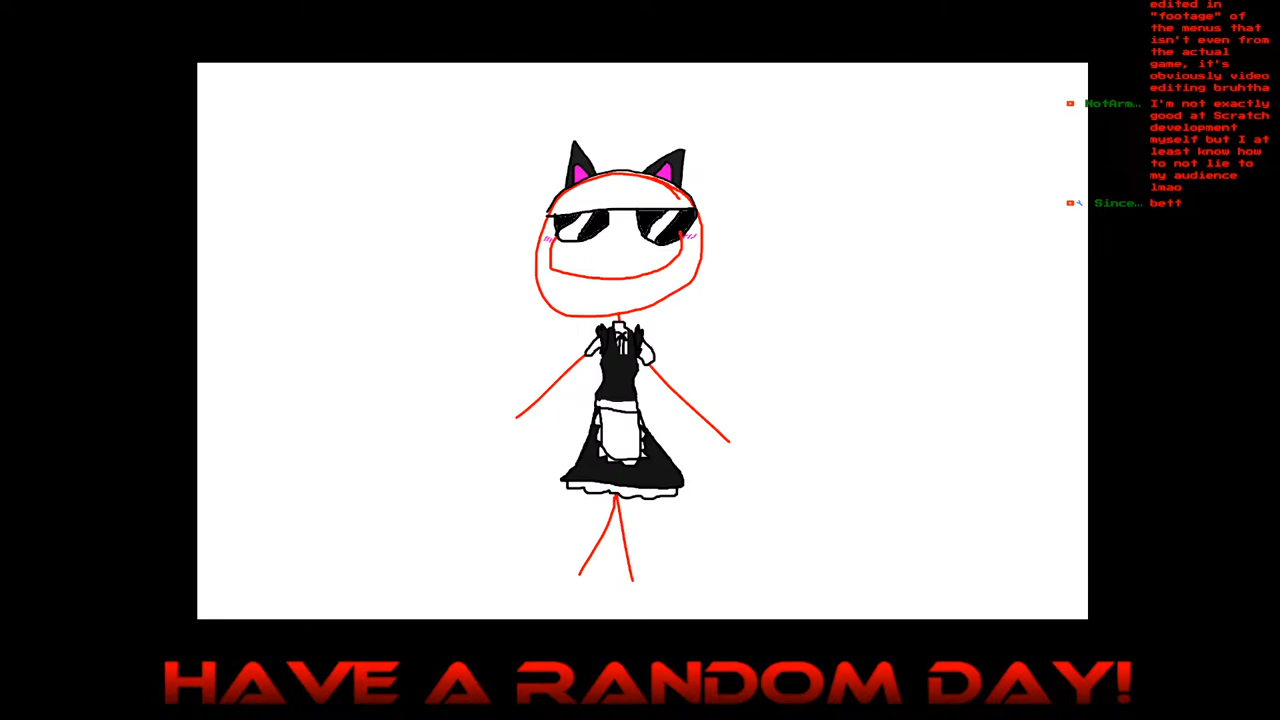 edited in
"footage" of
the menus that
isn't even from
the actual
game, it's
obviously video
editing bruhtha
NotArm… I'm not exactly
good at Scratch
development
myself but I at
least know how
to not lie to
my audience
lmao
Since… bett
HAVE A RANDOM DAY!